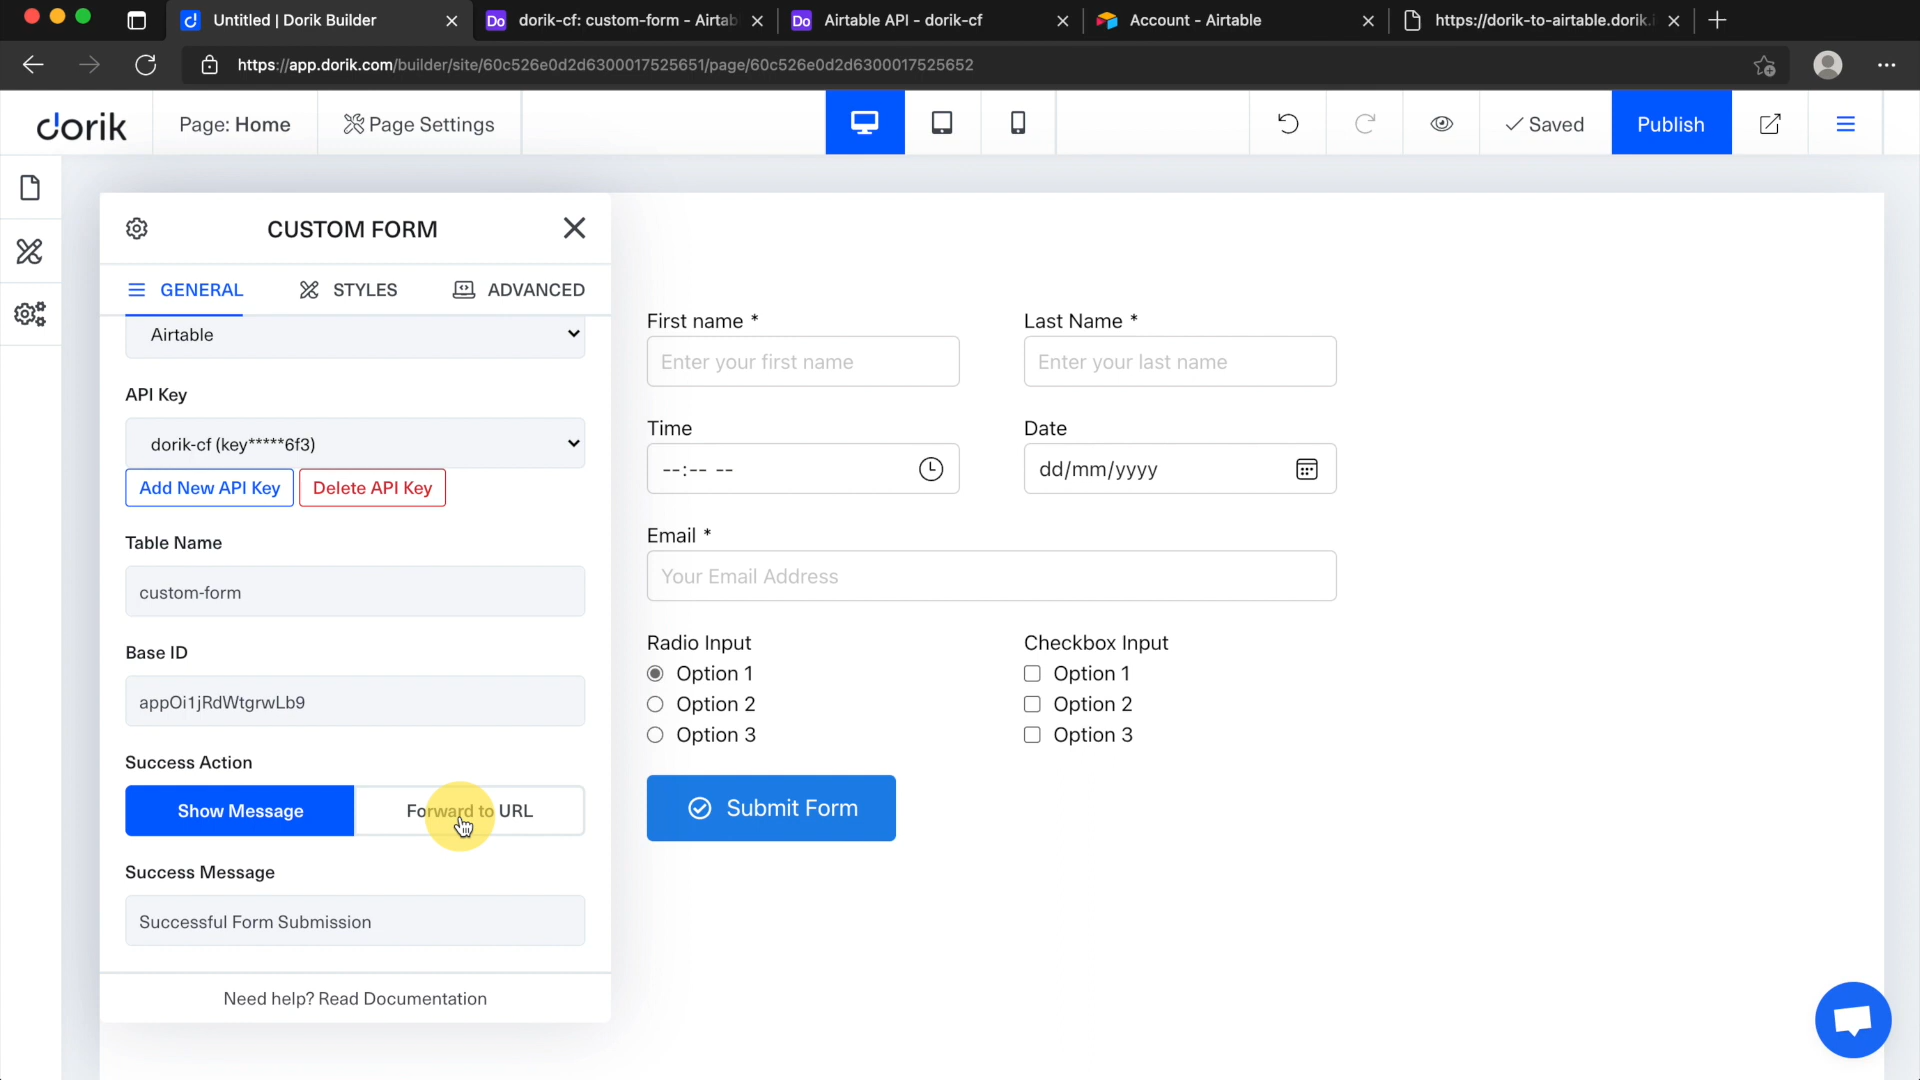 Untitled | Dorik Builder
Do dorik-cf: custom-form - Airtab
Do Airtable API - dorik-cf
Account - Airtable
https://dorik-to-airtable.dorik.
https://app.dorik.com/builder/site/60c526e0d2d6300017525651/page/60c526e0d2d6300017525652
dorik
Page: Home
Page Settings
Saved
Publish
CUSTOM FORM
GENERAL
STYLES
ADVANCED
Airtable
API Key
dorik-cf (key*****6f3)
Add New API Key
Delete API Key
Table Name
custom-form
Base ID
appOi1jRdWtgrwLb9
Success Action
Show Message
Forward to URL
Success Message
Successful Form Submission
Need help? Read Documentation
First name *
Enter your first name
Last Name *
Enter your last name
Time
--:-- --
Date
dd/mm/yyyy
Email *
Your Email Address
Radio Input
Option 1
Option 2
Option 3
Checkbox Input
Option 1
Option 2
Option 3
Submit Form